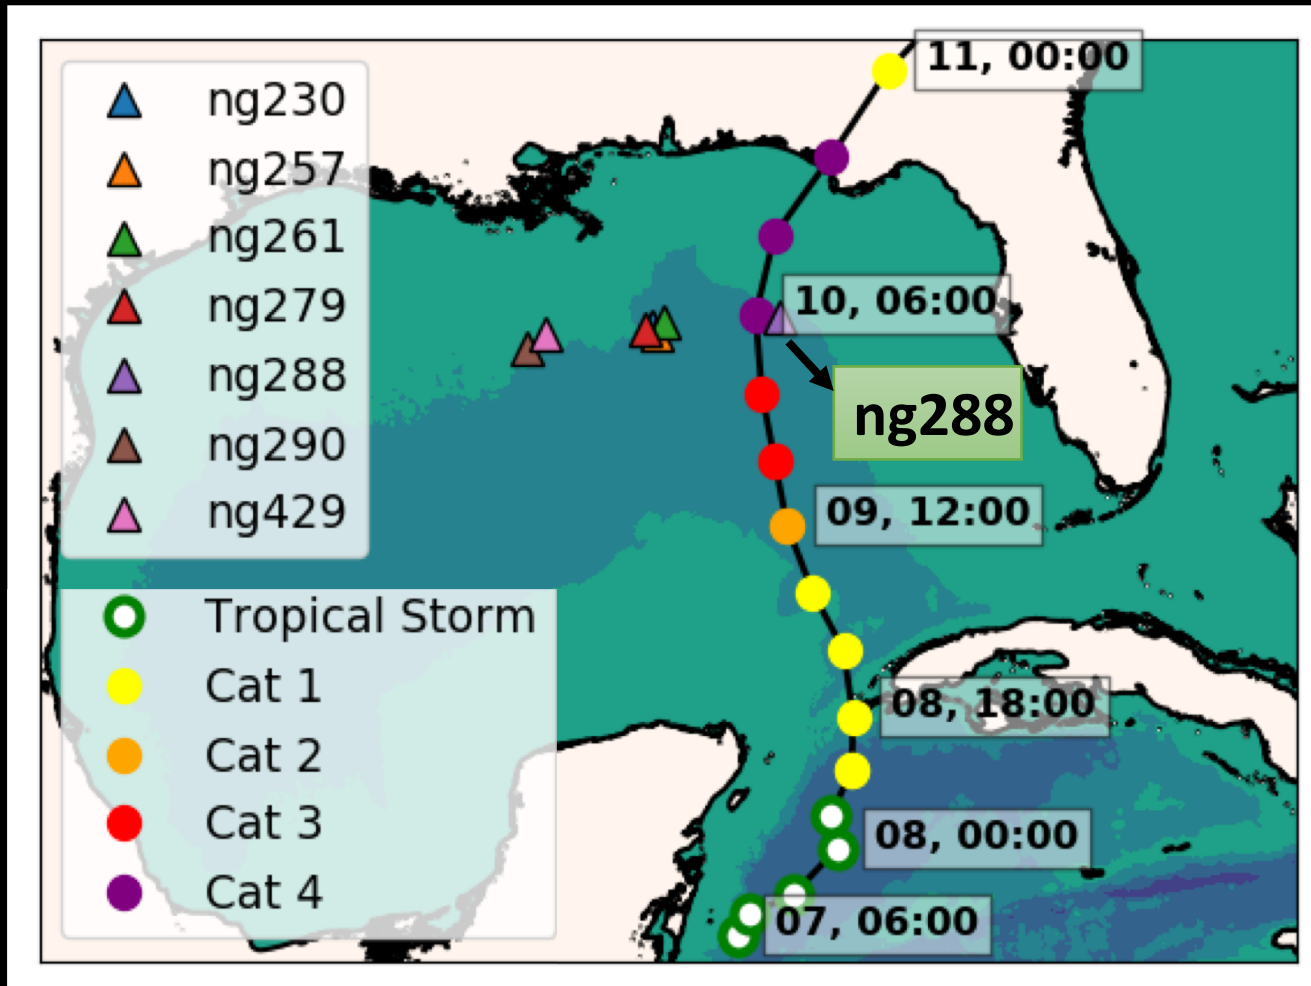 11, 00:00
ng230
ng257
ng261
ng279
ng288
ng290
ng429
10, 06:00
ng288
09, 12:00
Tropical Storm
Cat 1
Cat 2
Cat 3
Cat 4
08, 18:00
08, 00:00
07, 06:00